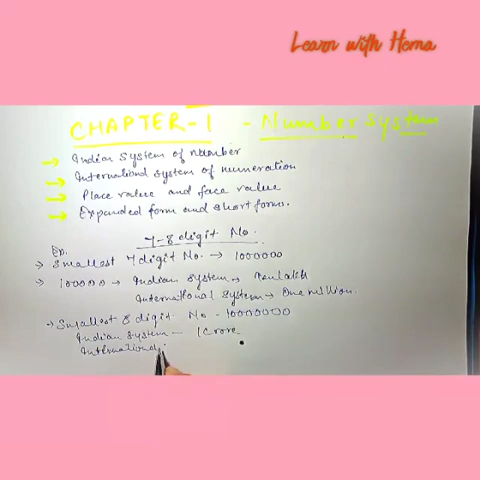 Learn with Hema
CHAPTER-1 - Number System
→ Indian System of number
→ International system of numeration
→ Place value and face value
→ Expanded form and short form.
7-8 digit No.
Ex.
→ Smallest 7 digit No. → 1000000
→ 1000000 → Indian System → Ten lakh
International System → One million.
→ Smallest 8 digit No - 10000000
Indian System - 1 Crore
International